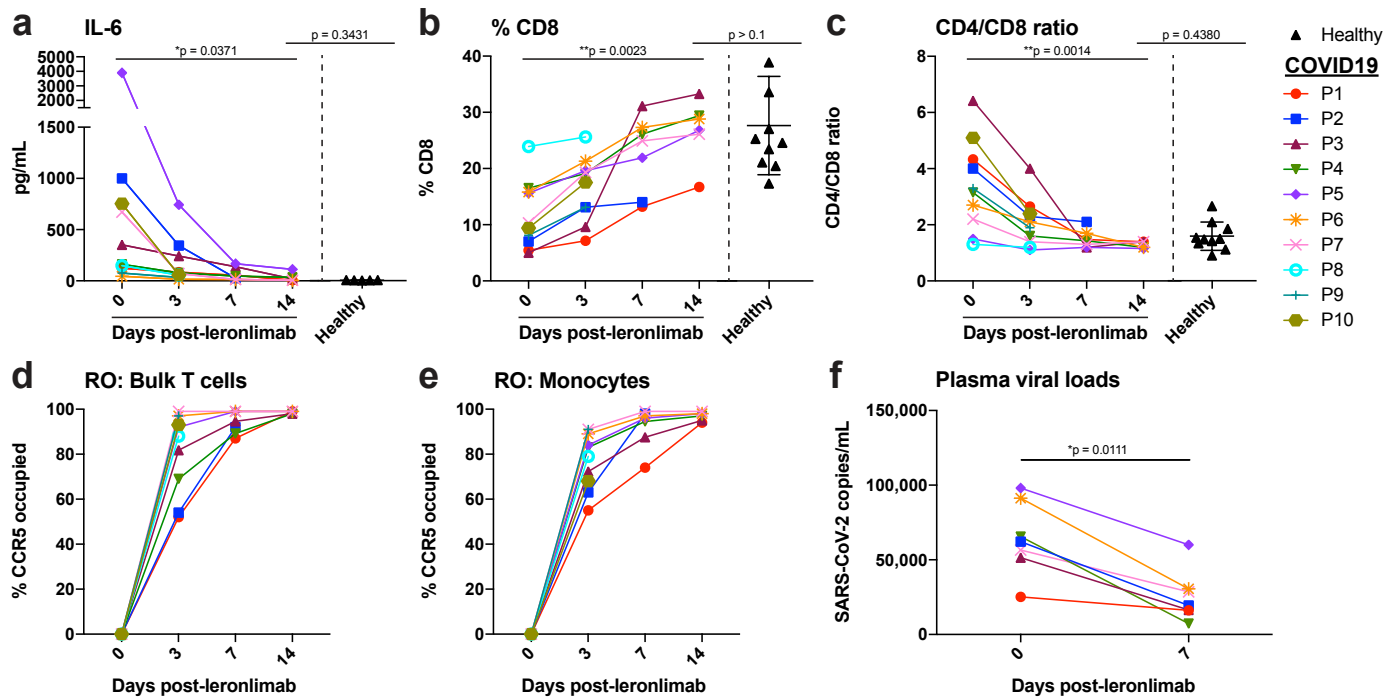 a IL-6
*p = 0.0371
p = 0.3431
5000
4000
3000
2000
1500
1000
500
0
pg/mL
0 3 7 14 Healthy
Days post-leronlimab
b % CD8
**p = 0.0023
p > 0.1
40
30
20
10
0
% CD8
0 3 7 14 Healthy
Days post-leronlimab
c CD4/CD8 ratio
**p = 0.0014
p = 0.4380
8
6
4
2
0
CD4/CD8 ratio
0 3 7 14 Healthy
Days post-leronlimab
Healthy
COVID19
P1
P2
P3
P4
P5
P6
P7
P8
P9
P10
d RO: Bulk T cells
100
80
60
40
20
0
% CCR5 occupied
0 3 7 14
Days post-leronlimab
e RO: Monocytes
100
80
60
40
20
0
% CCR5 occupied
0 3 7 14
Days post-leronlimab
f Plasma viral loads
*p = 0.0111
150,000
100,000
50,000
0
SARS-CoV-2 copies/mL
0 7
Days post-leronlimab